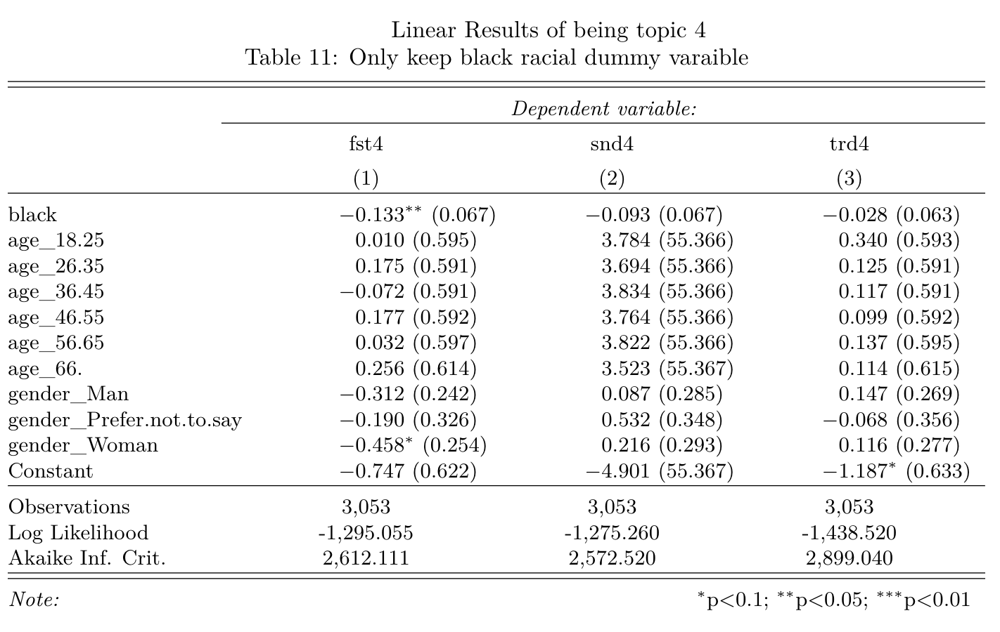 Linear Results of being topic 4
Table 11: Only keep black racial dummy varaible
Dependent variable:
fst4 snd4 trd4
(1) (2) (3)
black −0.133** (0.067) −0.093 (0.067) −0.028 (0.063)
age_18.25 0.010 (0.595) 3.784 (55.366) 0.340 (0.593)
age_26.35 0.175 (0.591) 3.694 (55.366) 0.125 (0.591)
age_36.45 −0.072 (0.591) 3.834 (55.366) 0.117 (0.591)
age_46.55 0.177 (0.592) 3.764 (55.366) 0.099 (0.592)
age_56.65 0.032 (0.597) 3.822 (55.366) 0.137 (0.595)
age_66. 0.256 (0.614) 3.523 (55.367) 0.114 (0.615)
gender_Man −0.312 (0.242) 0.087 (0.285) 0.147 (0.269)
gender_Prefer.not.to.say −0.190 (0.326) 0.532 (0.348) −0.068 (0.356)
gender_Woman −0.458* (0.254) 0.216 (0.293) 0.116 (0.277)
Constant −0.747 (0.622) −4.901 (55.367) −1.187* (0.633)
Observations 3,053 3,053 3,053
Log Likelihood -1,295.055 -1,275.260 -1,438.520
Akaike Inf. Crit. 2,612.111 2,572.520 2,899.040
Note: *p<0.1; **p<0.05; ***p<0.01